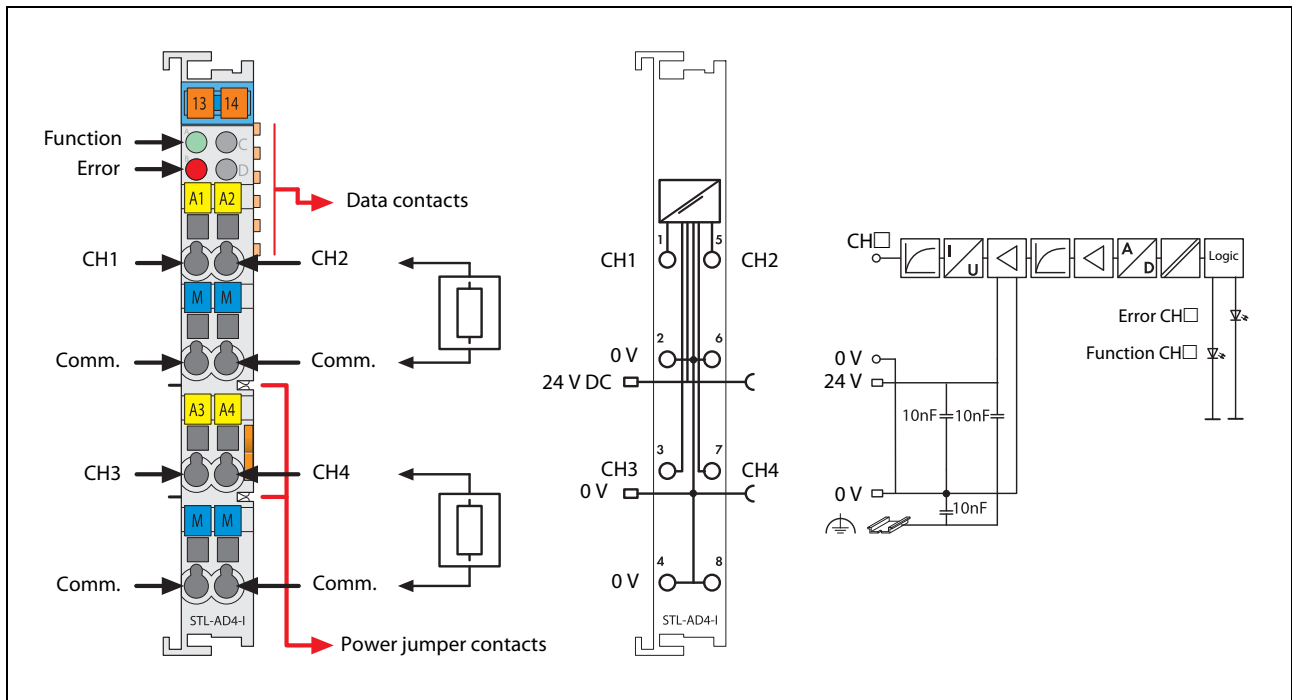 13 14
Function
A
C
Error
B
D
A1 A2
Data contacts
CH1
CH2
M M
Comm.
Comm.
A3 A4
CH3
CH4
M M
Comm.
Comm.
STL-AD4-I
Power jumper contacts
1 5
CH1
CH2
2 6
0 V
24 V DC
3 7
CH3
CH4
0 V
4 8
0 V
STL-AD4-I
CH□
I
U
A
D
Logic
Error CH□
Function CH□
0 V
24 V
10nF 10nF
0 V
10nF